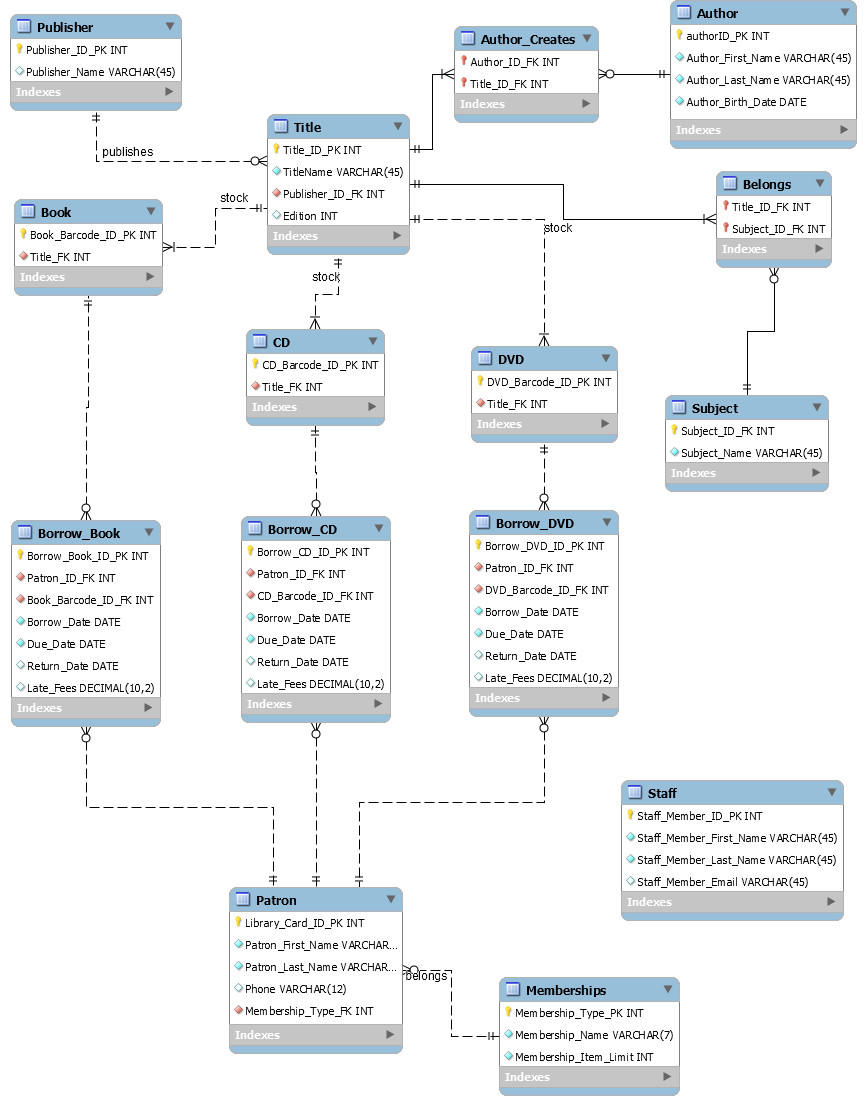 Publisher
Publisher_ID_PK INT
Publisher_Name VARCHAR(45)
Indexes
publishes
Title
Title_ID_PK INT
TitleName VARCHAR(45)
Publisher_ID_FK INT
Edition INT
Indexes
Author_Creates
Author_ID_FK INT
Title_ID_FK INT
Indexes
Author
authorID_PK INT
Author_First_Name VARCHAR(45)
Author_Last_Name VARCHAR(45)
Author_Birth_Date DATE
Indexes
Belongs
Title_ID_FK INT
Subject_ID_FK INT
Indexes
stock
Book
Book_Barcode_ID_PK INT
Title_FK INT
Indexes
stock
CD
CD_Barcode_ID_PK INT
Title_FK INT
Indexes
stock
DVD
DVD_Barcode_ID_PK INT
Title_FK INT
Indexes
Subject
Subject_ID_FK INT
Subject_Name VARCHAR(45)
Indexes
Borrow_Book
Borrow_Book_ID_PK INT
Patron_ID_FK INT
Book_Barcode_ID_FK INT
Borrow_Date DATE
Due_Date DATE
Return_Date DATE
Late_Fees DECIMAL(10,2)
Indexes
Borrow_CD
Borrow_CD_ID_PK INT
Patron_ID_FK INT
CD_Barcode_ID_FK INT
Borrow_Date DATE
Due_Date DATE
Return_Date DATE
Late_Fees DECIMAL(10,2)
Indexes
Borrow_DVD
Borrow_DVD_ID_PK INT
Patron_ID_FK INT
DVD_Barcode_ID_FK INT
Borrow_Date DATE
Due_Date DATE
Return_Date DATE
Late_Fees DECIMAL(10,2)
Indexes
Staff
Staff_Member_ID_PK INT
Staff_Member_First_Name VARCHAR(45)
Staff_Member_Last_Name VARCHAR(45)
Staff_Member_Email VARCHAR(45)
Indexes
Patron
Library_Card_ID_PK INT
Patron_First_Name VARCHAR...
Patron_Last_Name VARCHAR...
Phone VARCHAR(12)
Membership_Type_FK INT
Indexes
belongs
Memberships
Membership_Type_PK INT
Membership_Name VARCHAR(7)
Membership_Item_Limit INT
Indexes